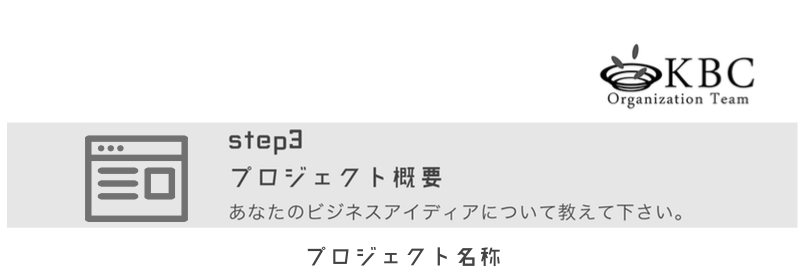 KBC
Organization Team
step3
プロジェクト概要
あなたのビジネスアイディアについて教えて下さい。
プロジェクト名称